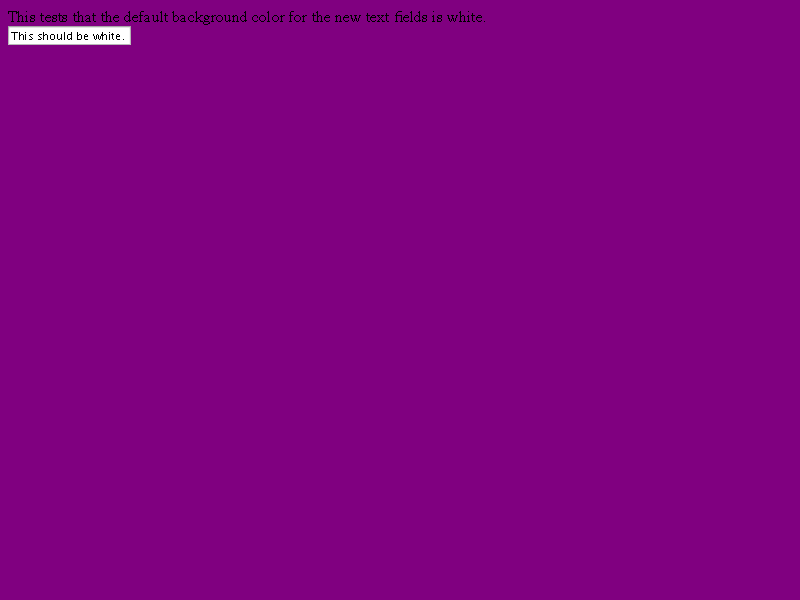 This tests that the default background color for the new text fields is white.
This should be white.